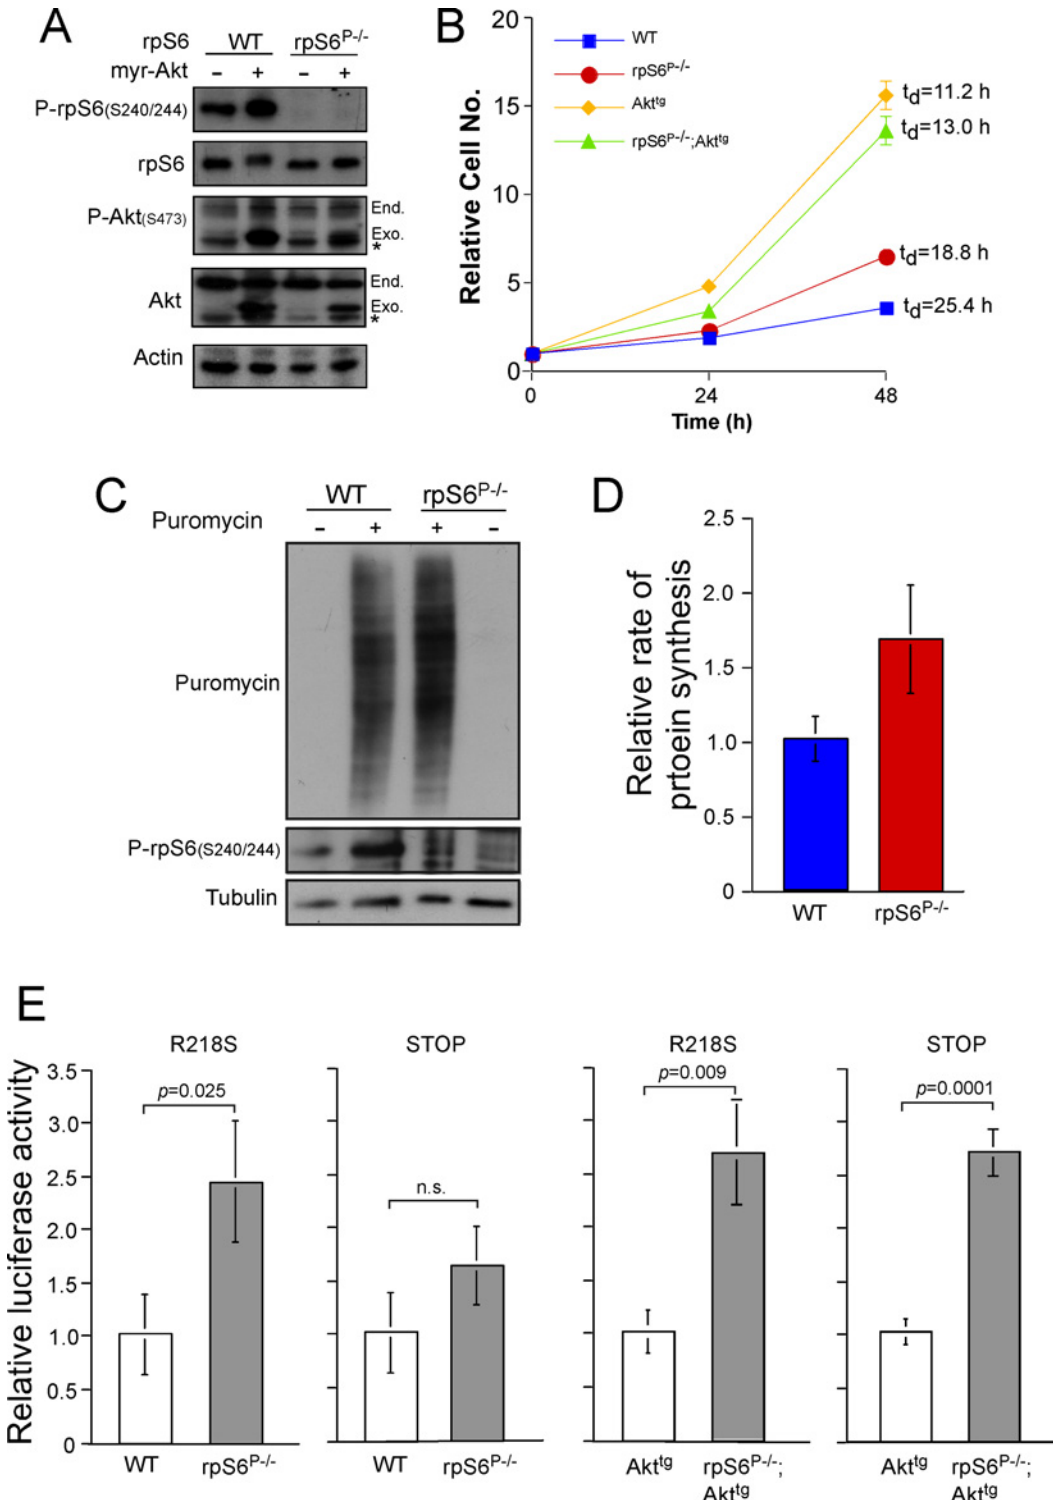 A
rpS6 WT rpS6P-/-
myr-Akt - + - +
P-rpS6(S240/244)
rpS6
P-Akt(S473)
End.
Exo.
*
Akt
End.
Exo.
*
Actin
B
Relative Cell No.
20
15
10
5
0
WT
rpS6P-/-
Akttg
rpS6P-/-;Akttg
td=11.2 h
td=13.0 h
td=18.8 h
td=25.4 h
0 24 48
Time (h)
C
WT rpS6P-/-
Puromycin - + + -
Puromycin
P-rpS6(S240/244)
Tubulin
D
Relative rate of
prtoein synthesis
2.5
2.0
1.5
1.0
0.5
0
WT rpS6P-/-
E
Relative luciferase activity
R218S STOP R218S STOP
3.5
3.0
2.5
2.0
1.5
1.0
0.5
0
p=0.025
n.s.
p=0.009
p=0.0001
WT rpS6P-/-
WT rpS6P-/-
Akttg rpS6P-/-;
Akttg
Akttg rpS6P-/-;
Akttg